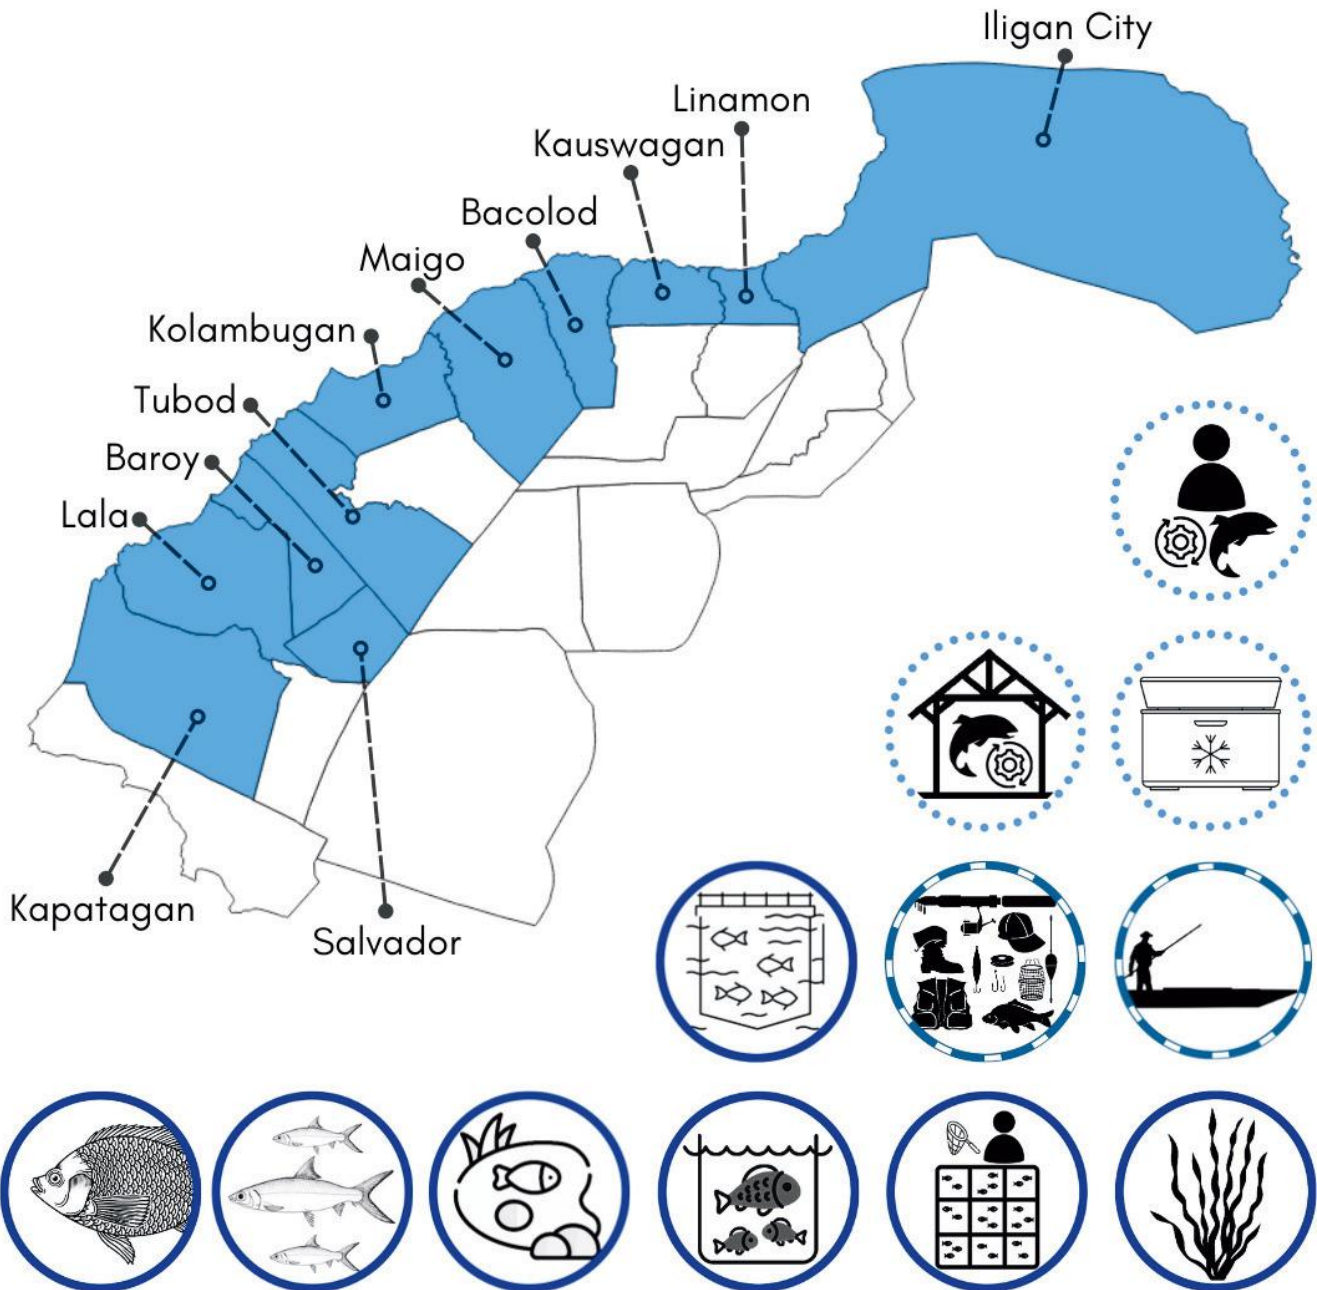 Iligan City
Linamon
Kauswagan
Bacolod
Maigo
Kolambugan
Tubod
Baroy
Lala
Kapatagan
Salvador